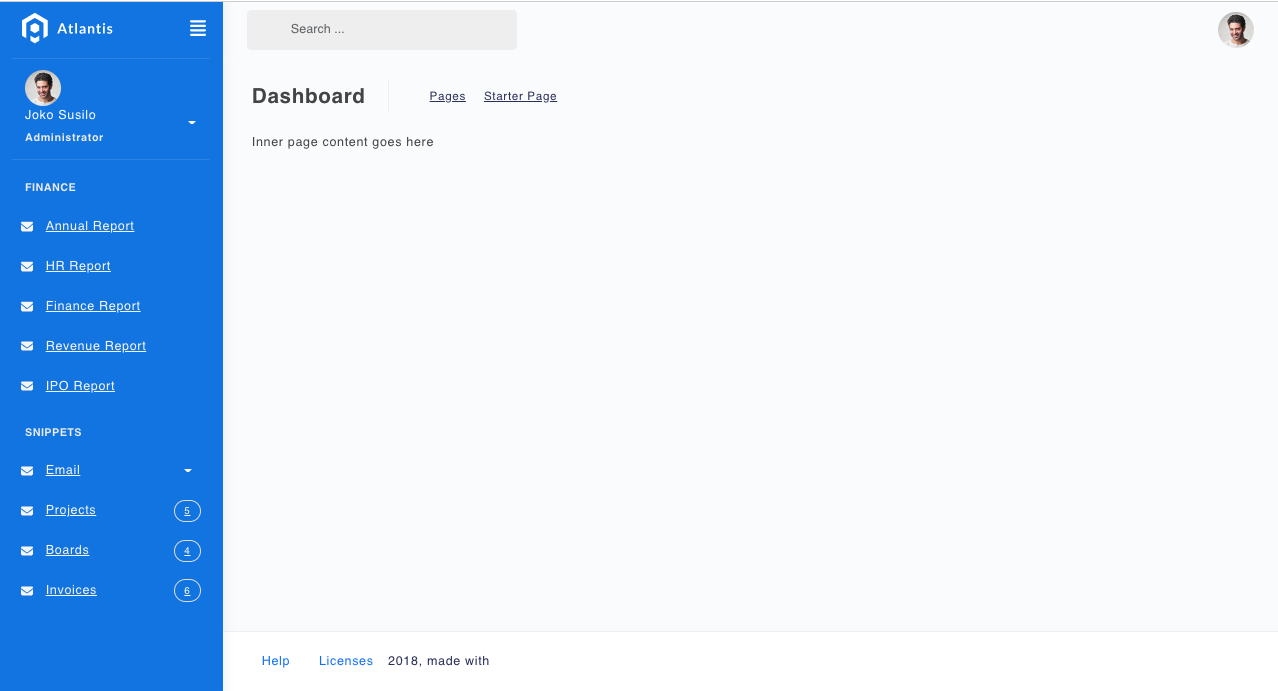 Atlantis
Search ...
Joko Susilo
Administrator
Dashboard
Pages
Starter Page
Inner page content goes here
FINANCE
Annual Report
HR Report
Finance Report
Revenue Report
IPO Report
SNIPPETS
Email
Projects 5
Boards 4
Invoices 6
Help Licenses 2018, made with